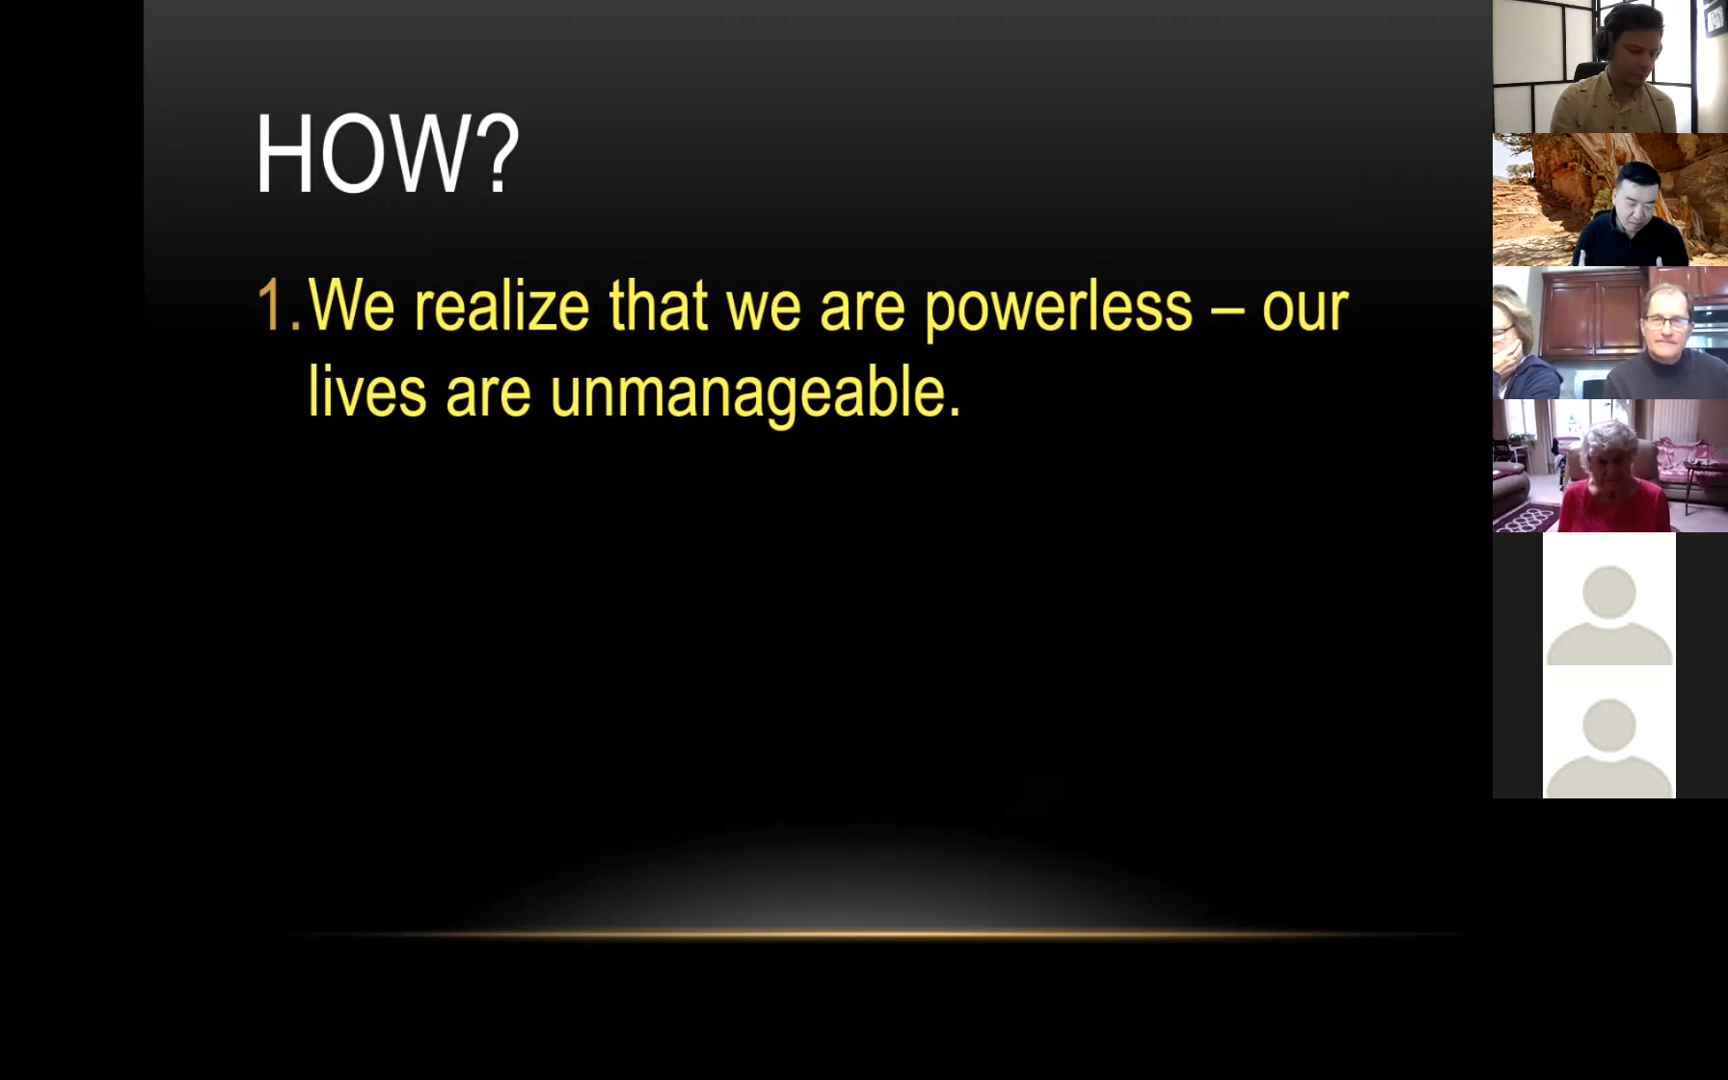 HOW?
1. We realize that we are powerless – our
lives are unmanageable.